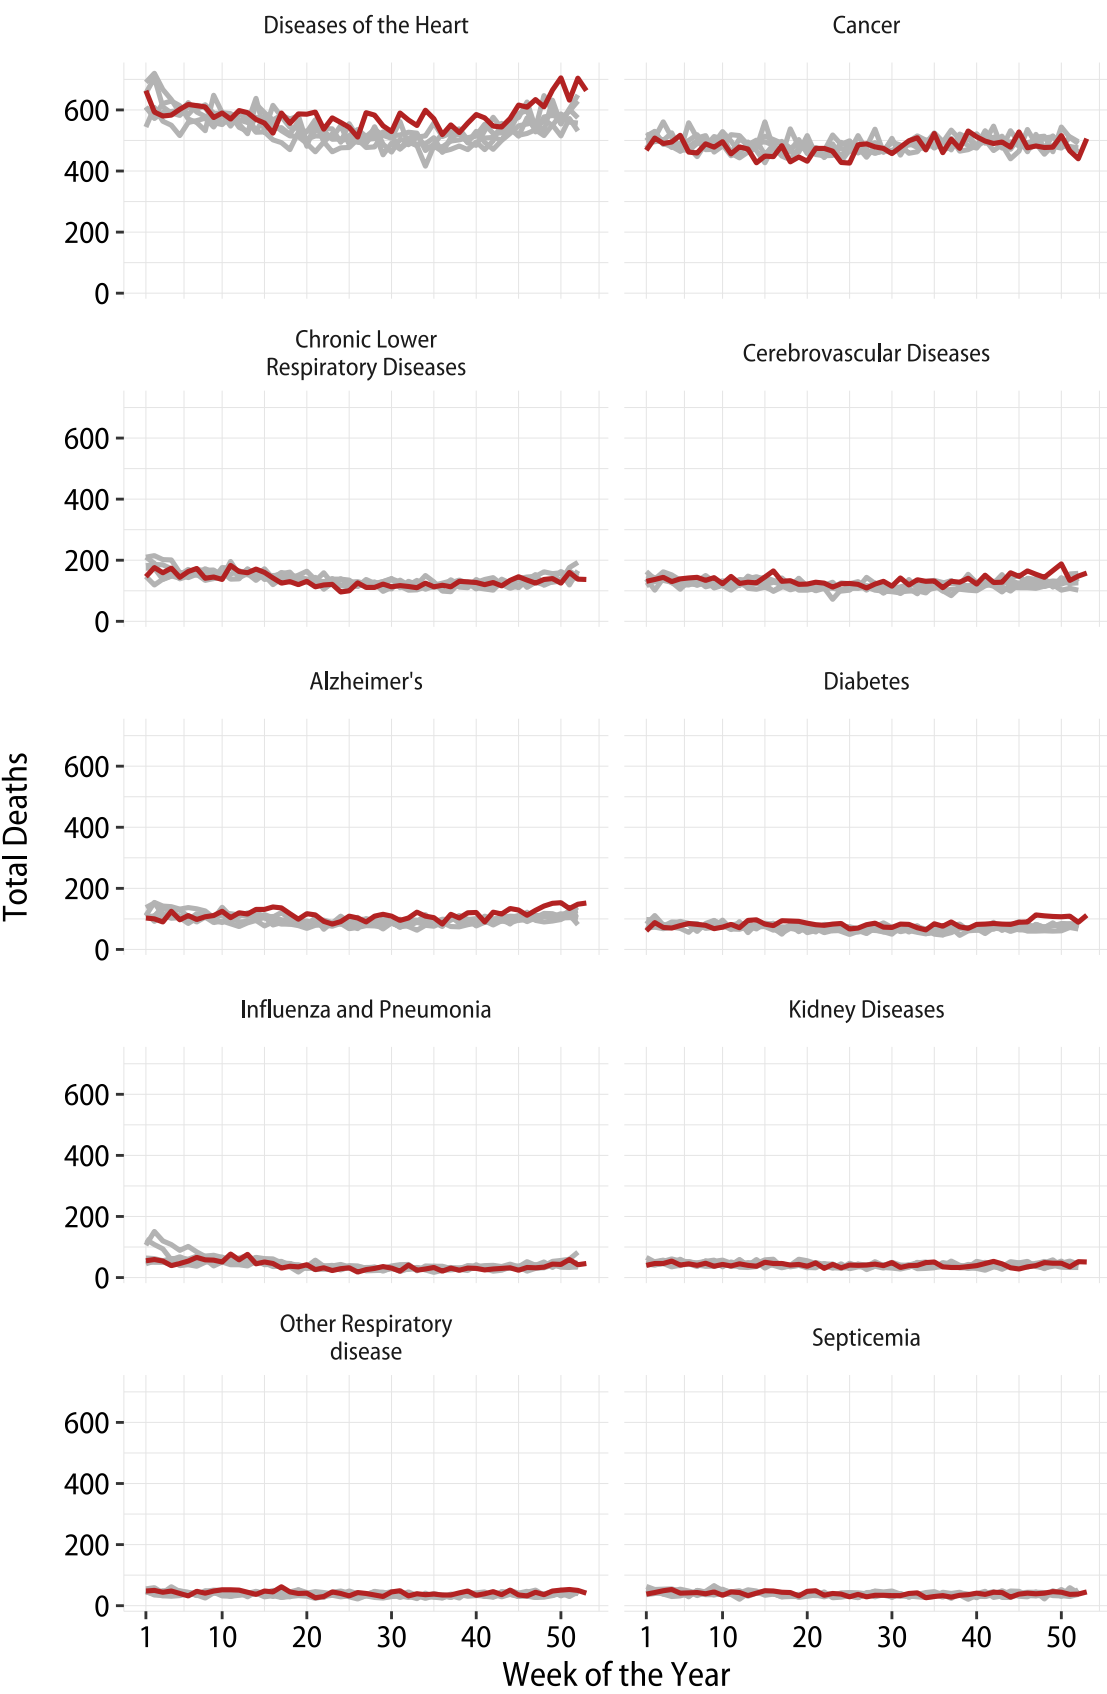 Diseases of the Heart
Cancer
600
400
200
0
Chronic Lower
Respiratory Diseases
Cerebrovascular Diseases
600
400
200
0
Alzheimer's
Diabetes
600
400
200
0
Total Deaths
Influenza and Pneumonia
Kidney Diseases
600
400
200
0
Other Respiratory
disease
Septicemia
600
400
200
0
1 10 20 30 40 50
1 10 20 30 40 50
Week of the Year